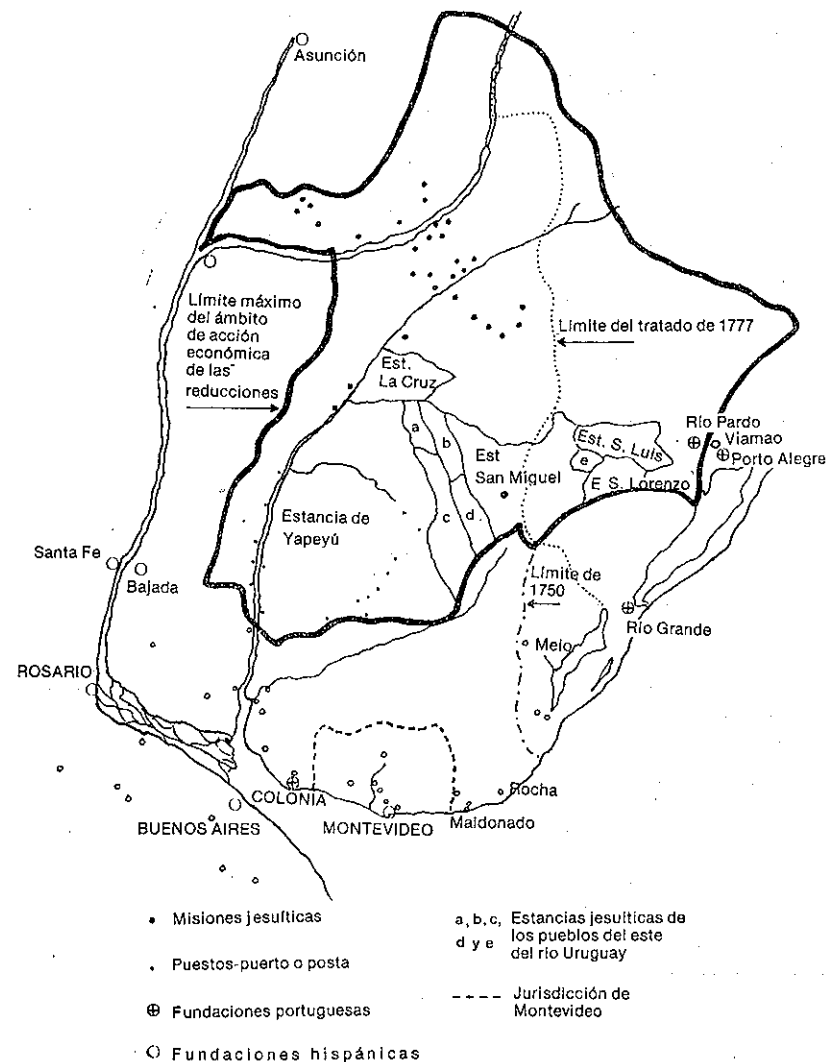 Asunción
Límite máximo
del ámbito
de acción
económica
de las
reducciones
Límite del tratado de 1777
Est.
La Cruz
a
b
c
d
e
Est
San Miguel
Est. S. Luis
E S. Lorenzo
Río Pardo
Viamao
Porto Alegre
Estancia de
Yapeyú
Santa Fe
Bajada
Límite de
1750
Río Grande
Melo
ROSARIO
COLONIA
Rocha
BUENOS AIRES
MONTEVIDEO
Maldonado
Misiones jesuíticas
Puestos-puerto o posta
Fundaciones portuguesas
Fundaciones hispánicas
a, b, c, Estancias jesuíticas de
d y e los pueblos del este
del río Uruguay
Jurisdicción de
Montevideo